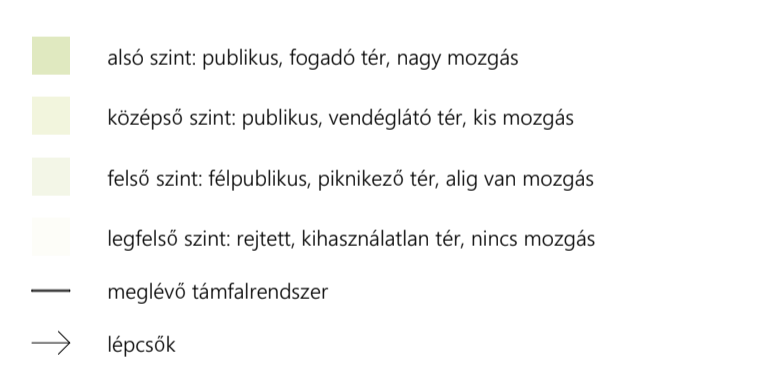 alsó szint: publikus, fogadó tér, nagy mozgás
középső szint: publikus, vendéglátó tér, kis mozgás
felső szint: félpublikus, piknikező tér, alig van mozgás
legfelső szint: rejtett, kihasználatlan tér, nincs mozgás
meglévő támfalrendszer
lépcsők